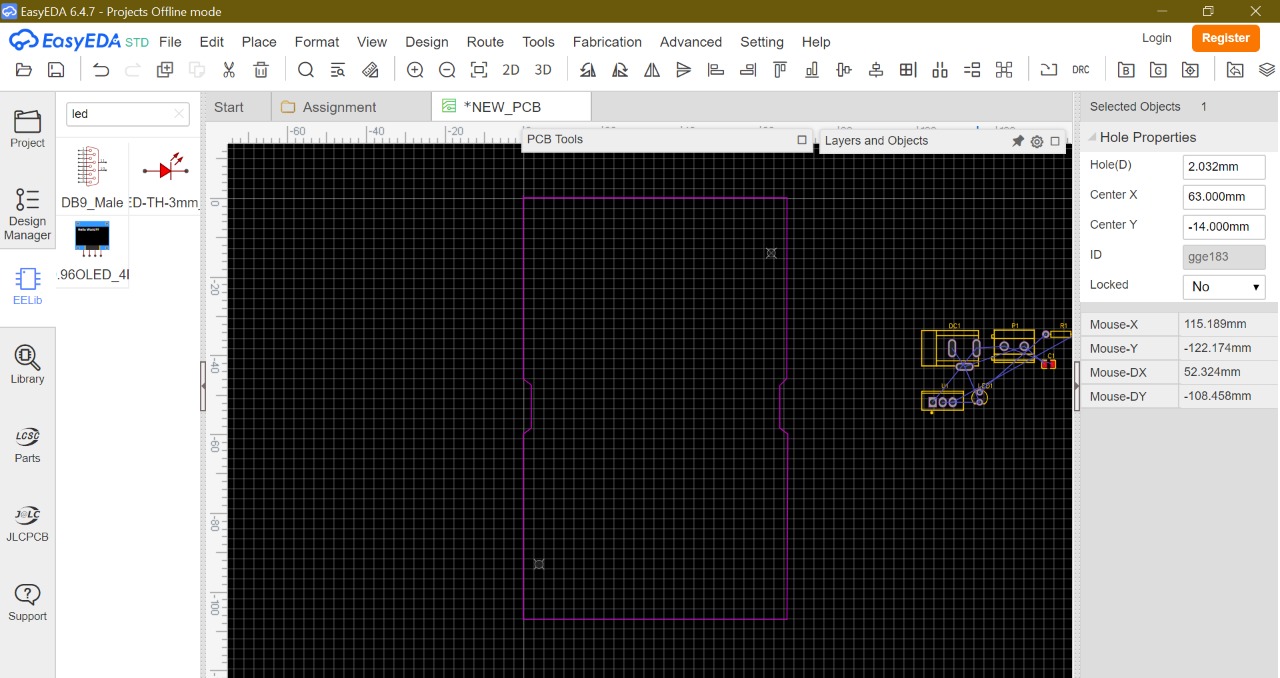 EasyEDA 6.4.7 - Projects Offline mode
EasyEDA STD File Edit Place Format View Design Route Tools Fabrication Advanced Setting Help Login Register
2D 3D DRC B G
Project
Design Manager
EELib
Library
LCSC
Parts
J@LC
JLCPCB
Support
led
DB9_Male ED-TH-3mm
.96OLED_4
Start Assignment *NEW_PCB
-60 -40 -20
PCB Tools
Layers and Objects
0
-20
-40
-60
-80
-100
DC1 P1 R1
C1
U1 LED1
Selected Objects 1
Hole Properties
Hole(D) 2.032mm
Center X 63.000mm
Center Y -14.000mm
ID gge183
Locked No
Mouse-X 115.189mm
Mouse-Y -122.174mm
Mouse-DX 52.324mm
Mouse-DY -108.458mm